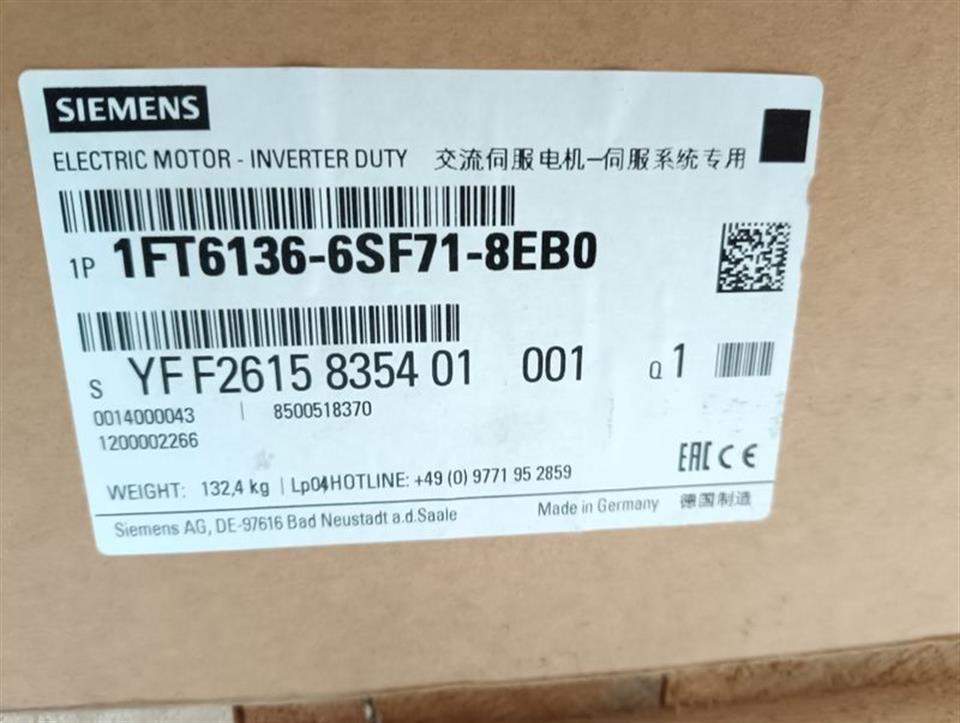 SIEMENS
ELECTRIC MOTOR - INVERTER DUTY 交流伺服电机-伺服系统专用
1P 1FT6136-6SF71-8EB0
S YF F2615 8354 01 001 Q 1
0014000043 | 8500518370
1200002266
EAC CE
WEIGHT: 132,4 kg | Lp04HOTLINE: +49 (0) 9771 95 2859
Siemens AG, DE-97616 Bad Neustadt a.d.Saale Made in Germany 德国制造